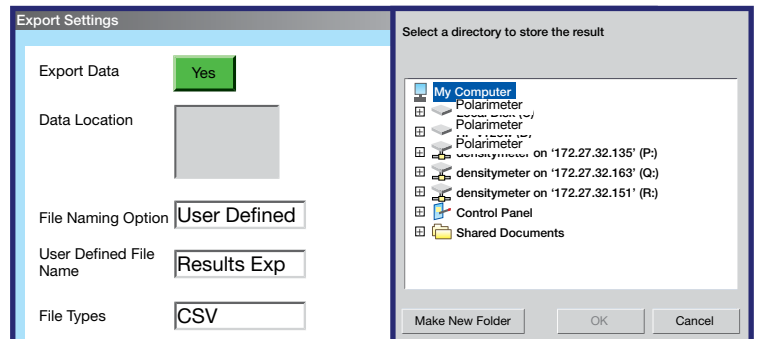 Export Settings
Export Data
Yes
Data Location
File Naming Option
User Defined
User Defined File
Name
Results Exp
File Types
CSV
Select a directory to store the result
My Computer
Polarimeter
Polarimeter
Polarimeter
densitymeter on ‘172.27.32.135’ (P:)
densitymeter on ‘172.27.32.163’ (Q:)
densitymeter on ‘172.27.32.151’ (R:)
Control Panel
Shared Documents
Make New Folder
OK
Cancel